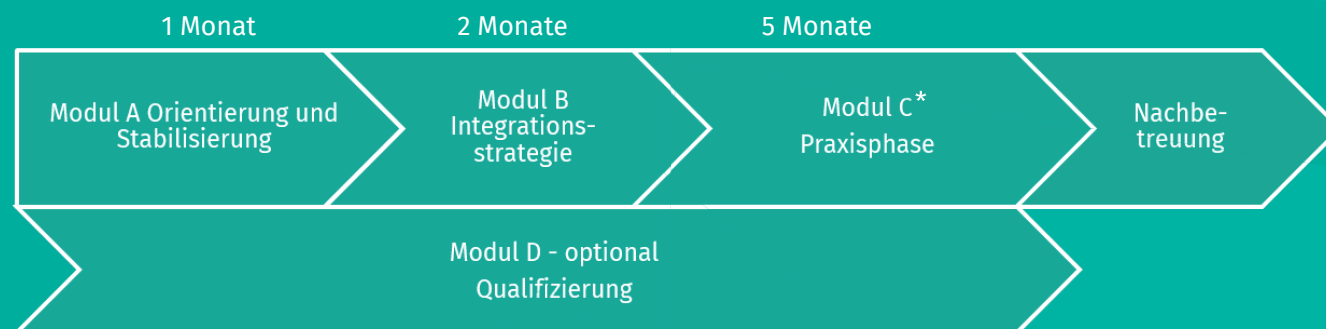 1 Monat
2 Monate
5 Monate
Modul A Orientierung und
Stabilisierung
Modul B
Integrations-
strategie
Modul C*
Praxisphase
Nachbe-
treuung
Modul D - optional
Qualifizierung